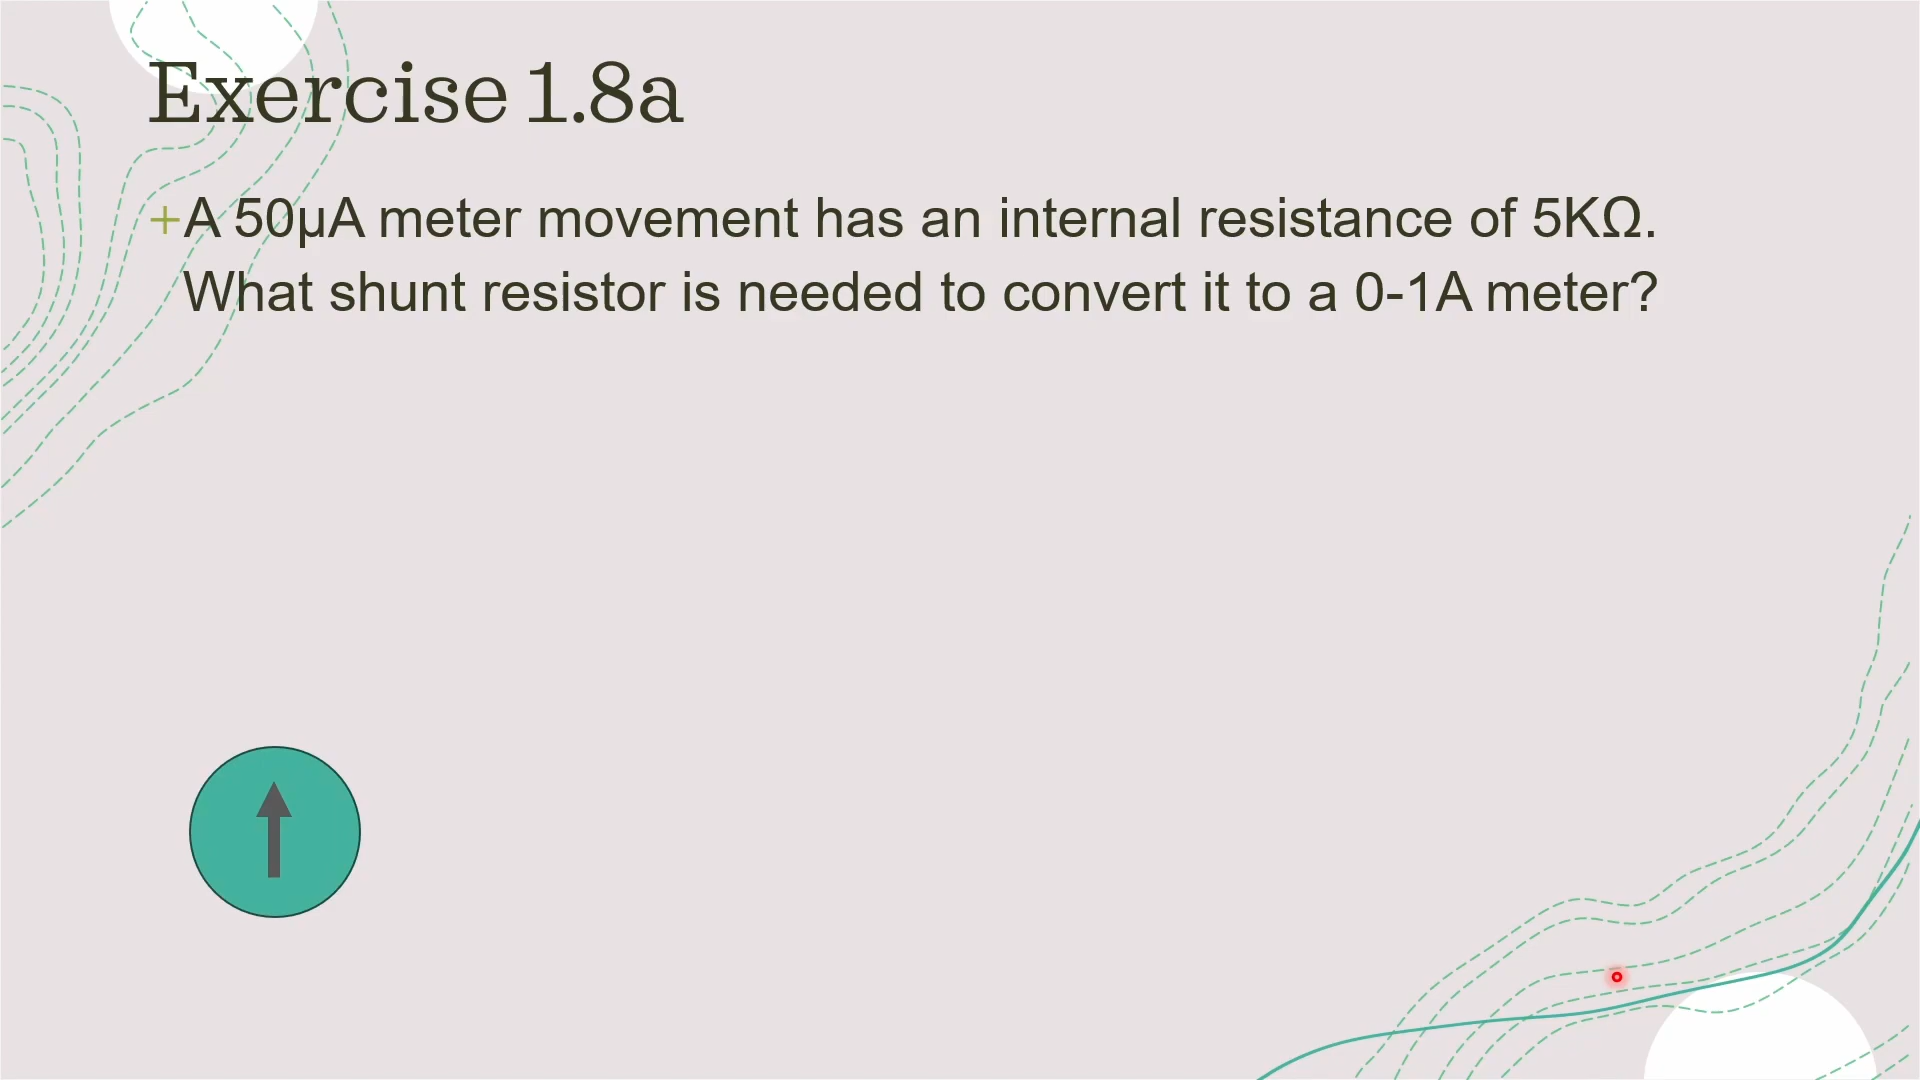 Exercise 1.8a
+A 50µA meter movement has an internal resistance of 5KΩ.
What shunt resistor is needed to convert it to a 0-1A meter?